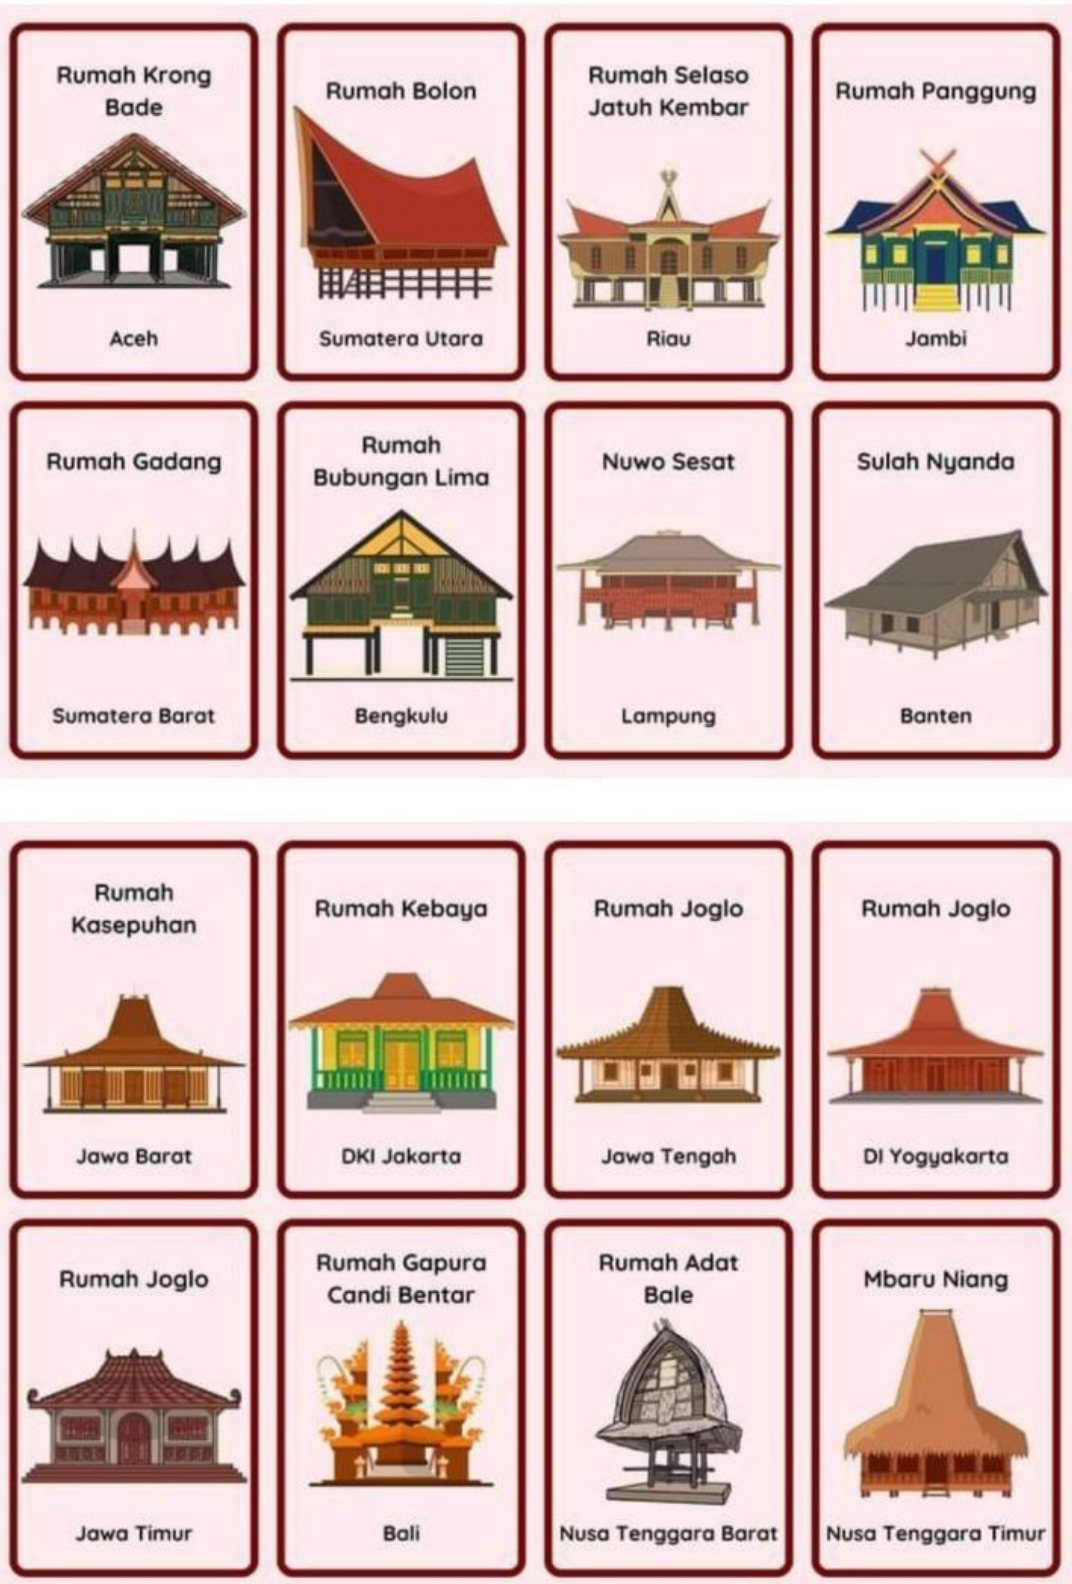 Rumah Krong
Bade
Aceh
Rumah Bolon
Sumatera Utara
Rumah Selaso
Jatuh Kembar
Riau
Rumah Panggung
Jambi
Rumah Gadang
Sumatera Barat
Rumah
Bubungan Lima
Bengkulu
Nuwo Sesat
Lampung
Sulah Nyanda
Banten
Rumah
Kasepuhan
Jawa Barat
Rumah Kebaya
DKI Jakarta
Rumah Joglo
Jawa Tengah
Rumah Joglo
DI Yogyakarta
Rumah Joglo
Jawa Timur
Rumah Gapura
Candi Bentar
Bali
Rumah Adat
Bale
Nusa Tenggara Barat
Mbaru Niang
Nusa Tenggara Timur